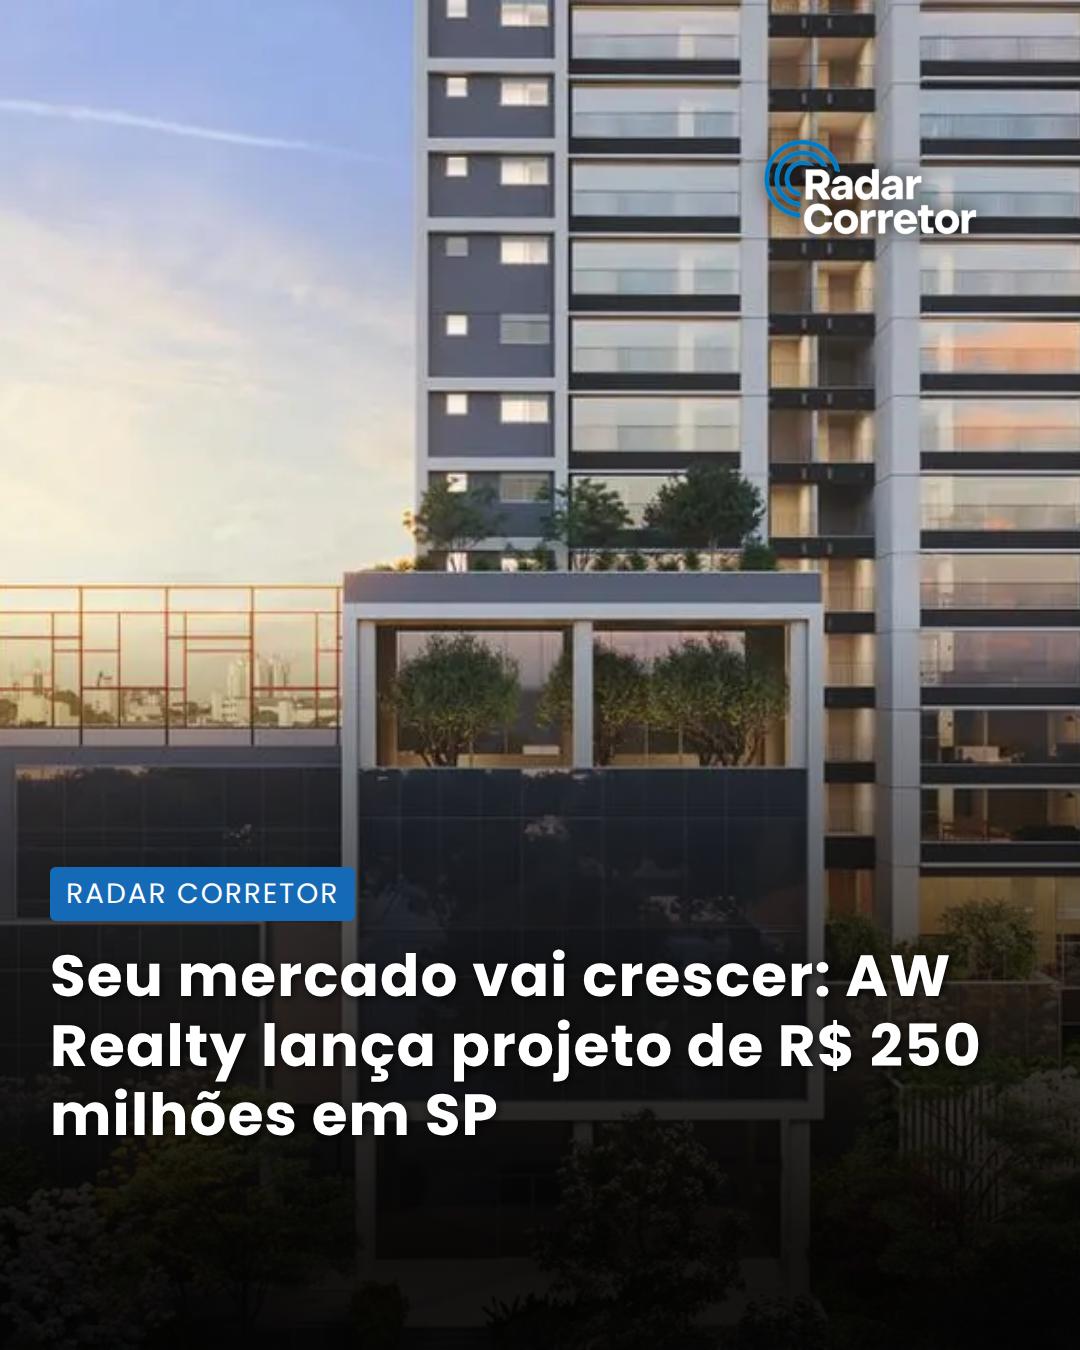 Radar
Corretor
RADAR CORRETOR
Seu mercado vai crescer: AW
Realty lança projeto de R$ 250
milhões em SP